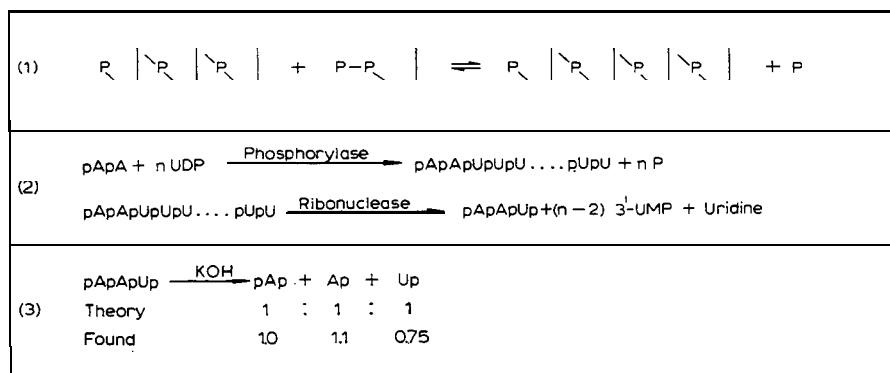 (1) P P P + P-P ⇌ P P P P + P
pApA + n UDP Phosphorylase pApApUpUpU....pUpU + n P
(2)
pApApUpUpU....pUpU Ribonuclease pApApUp+(n-2) 3'-UMP + Uridine
pApApUp KOH pAp + Ap + Up
(3) Theory 1 : 1 : 1
Found 1.0 1.1 0.75